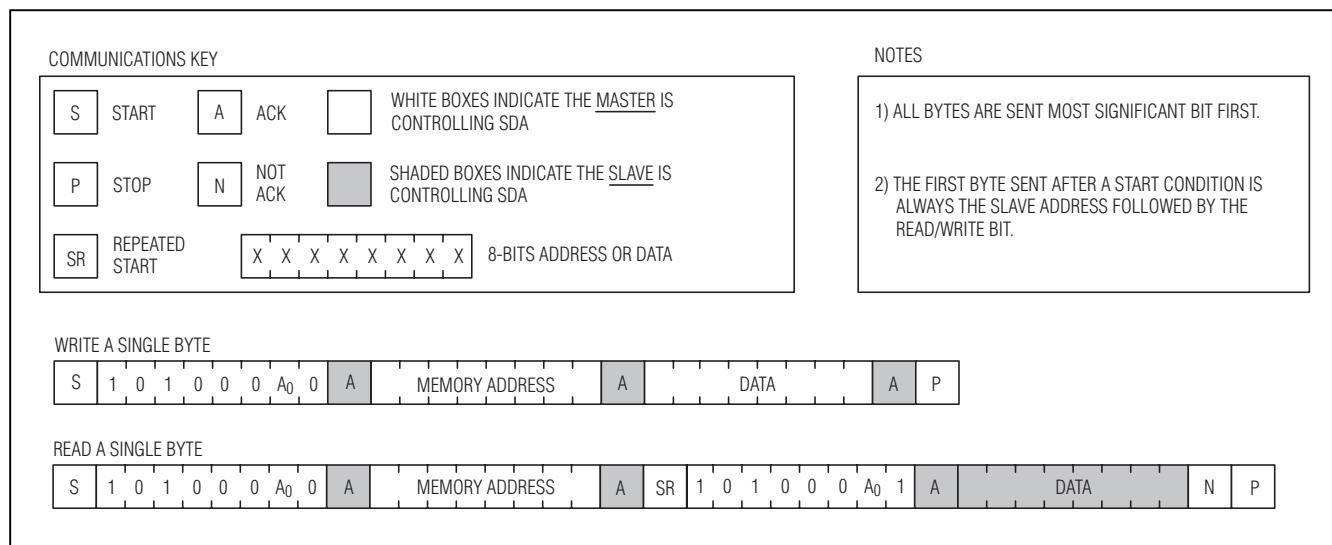 COMMUNICATIONS KEY
S START A ACK WHITE BOXES INDICATE THE MASTER IS
CONTROLLING SDA
P STOP N NOT
ACK SHADED BOXES INDICATE THE SLAVE IS
CONTROLLING SDA
SR REPEATED
START X X X X X X X X 8-BITS ADDRESS OR DATA
NOTES
1) ALL BYTES ARE SENT MOST SIGNIFICANT BIT FIRST.
2) THE FIRST BYTE SENT AFTER A START CONDITION IS
ALWAYS THE SLAVE ADDRESS FOLLOWED BY THE
READ/WRITE BIT.
WRITE A SINGLE BYTE
S 1 0 1 0 0 0 A0 0 A MEMORY ADDRESS A DATA A P
READ A SINGLE BYTE
S 1 0 1 0 0 0 A0 0 A MEMORY ADDRESS A SR 1 0 1 0 0 0 A0 1 A DATA N P